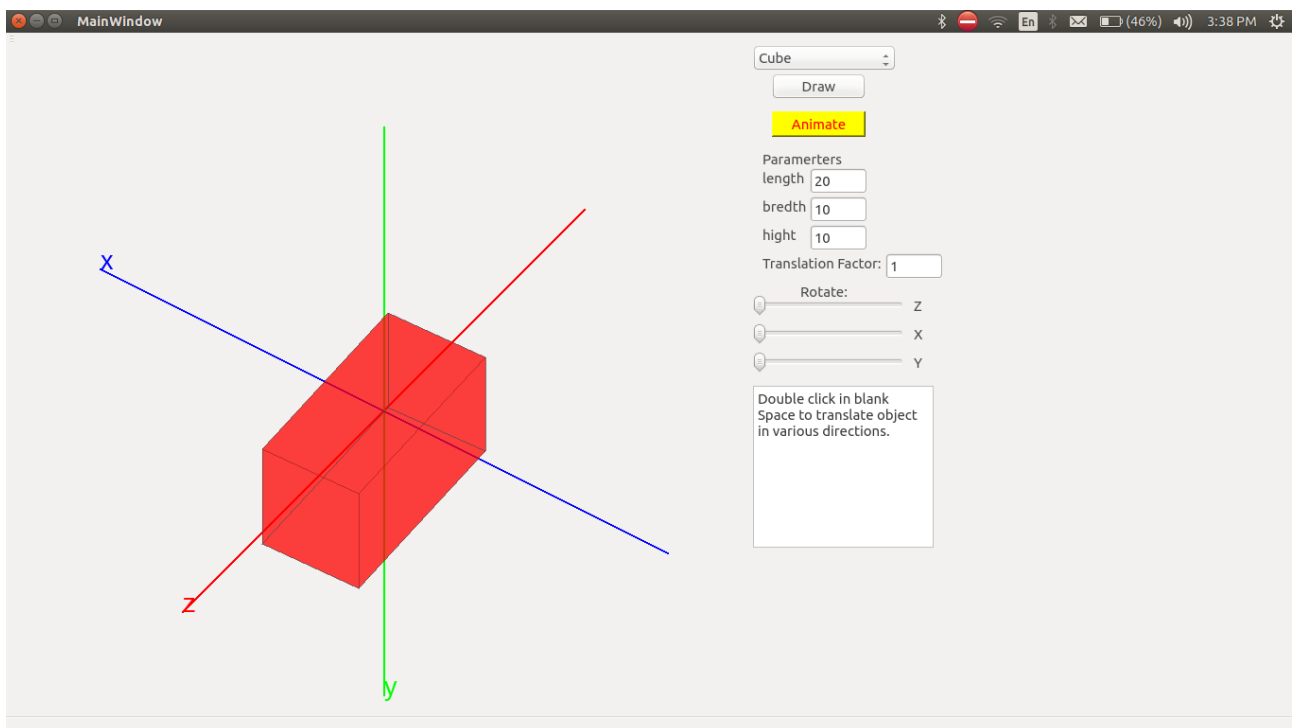 MainWindow
En
(46%)
3:38 PM
Cube
Draw
Animate
Paramerters
length 20
bredth 10
hight 10
Translation Factor: 1
Rotate:
Z
X
Y
Double click in blank
Space to translate object
in various directions.
X
Z
y